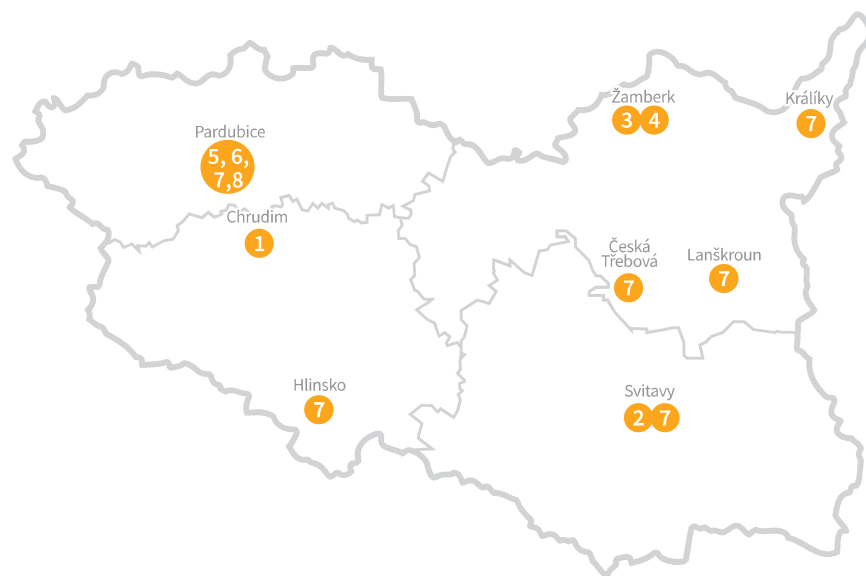 Žamberk
3 4
Králíky
7
Pardubice
5, 6,
7,8
Chrudim
1
Česká
Třebová
7
Lanškroun
7
Hlinsko
7
Svitavy
2 7